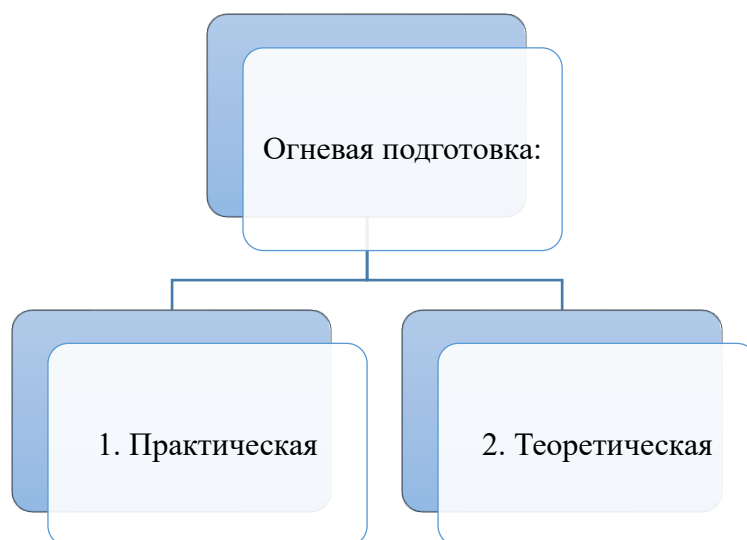 Огневая подготовка:
1. Практическая
2. Теоретическая